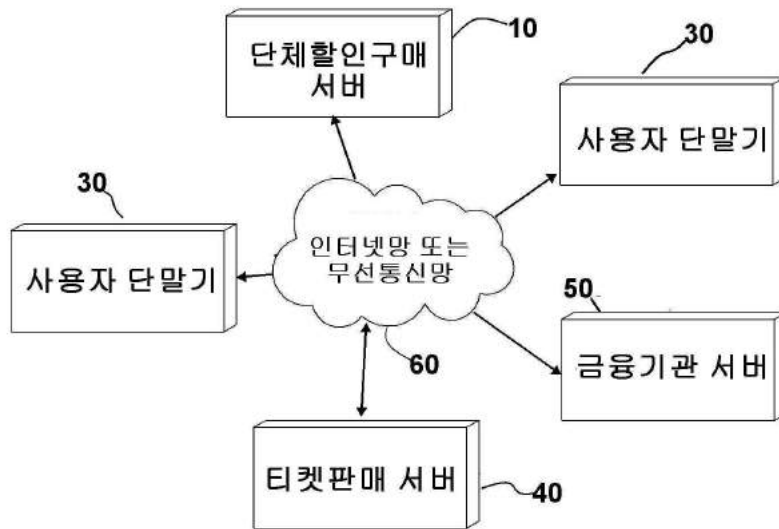 10
단체할인구매
서버
30
사용자 단말기
30
사용자 단말기
인터넷망 또는
무선통신망
60
50
금융기관 서버
티켓판매 서버
40